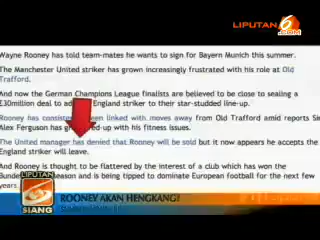 LIPUTAN6
.com
Wayne Rooney has told team-mates he wants to sign for Bayern Munich this summer.
The Manchester United striker has grown increasingly frustrated with his role at Old
Trafford.
And now the German Champions League finalists are believed to be close to sealing a
£30million deal to England striker to their star-studded line-up.
Rooney has been linked with moves away from Old Trafford amid reports Sir
Alex Ferguson has up with his fitness issues.
The United manager has denied that Rooney will be sold but it now appears he accepts the
England striker will leave.
And Rooney is thought to be flattered by the interest of a club which has won the
season and is being tipped to dominate European football for the next few
years.
LIPUTAN
6
SIANG
ROONEY AKAN HENGKANG?